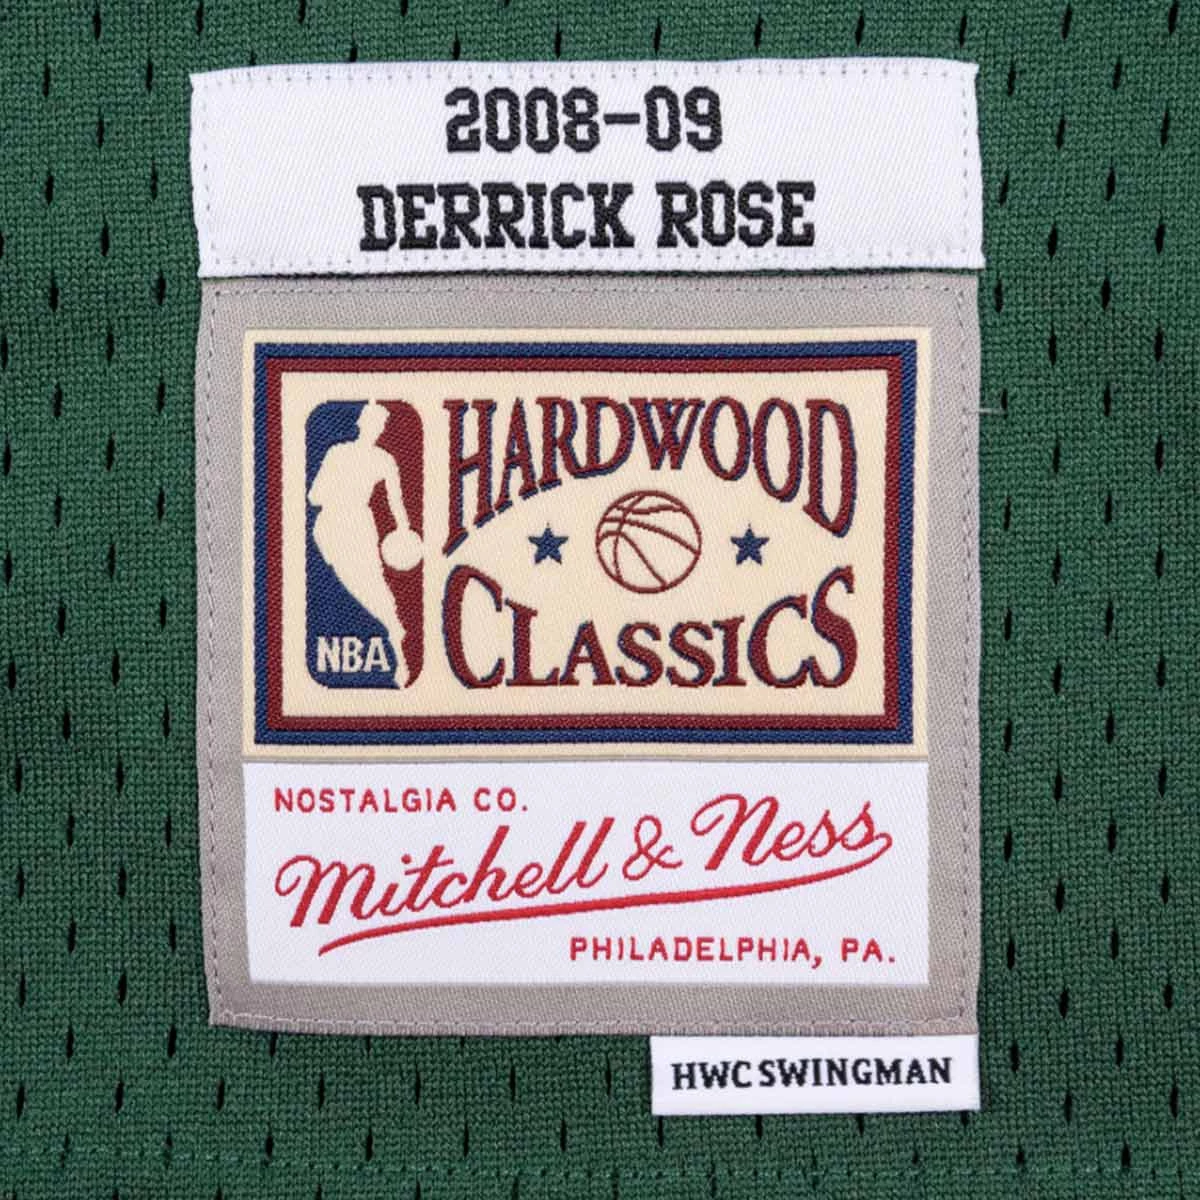 2008-09
DERRICK ROSE
HARDWOOD
CLASSICS
NBA
NOSTALGIA CO.
Mitchell & Ness
PHILADELPHIA, PA.
HWC SWINGMAN